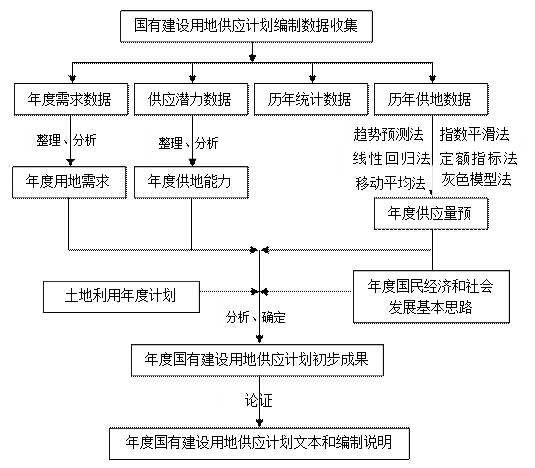 国有建设用地供应计划编制数据收集
年度需求数据
供应潜力数据
历年统计数据
历年供地数据
整理、分析
整理、分析
趋势预测法
指数平滑法
线性回归法
定额指标法
移动平均法
灰色模型法
年度用地需求
年度供地能力
年度供应量预
土地利用年度计划
年度国民经济和社会
发展基本思路
分析、确定
年度国有建设用地供应计划初步成果
论证
年度国有建设用地供应计划文本和编制说明